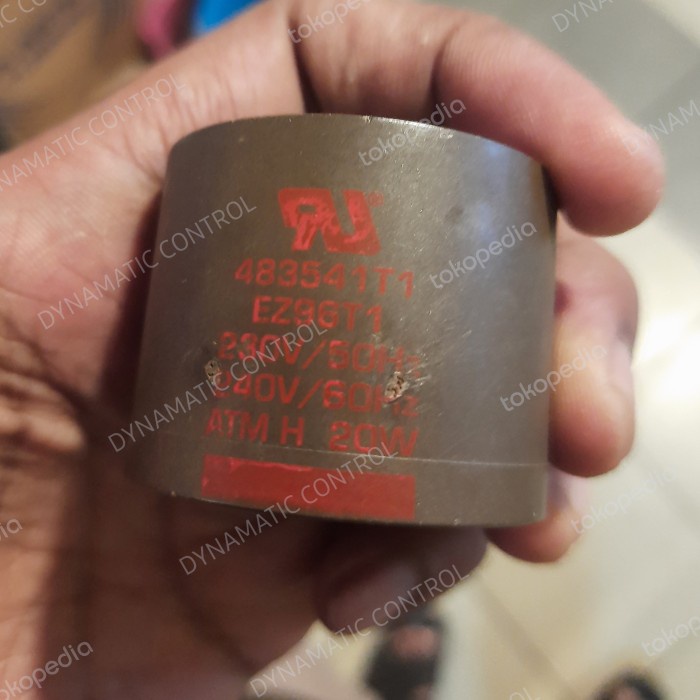 483541T1
EZ9GT1
230V/50Hz
240V/60Hz
ATM H 20W
DYNAMATIC CONTROL
tokopedia